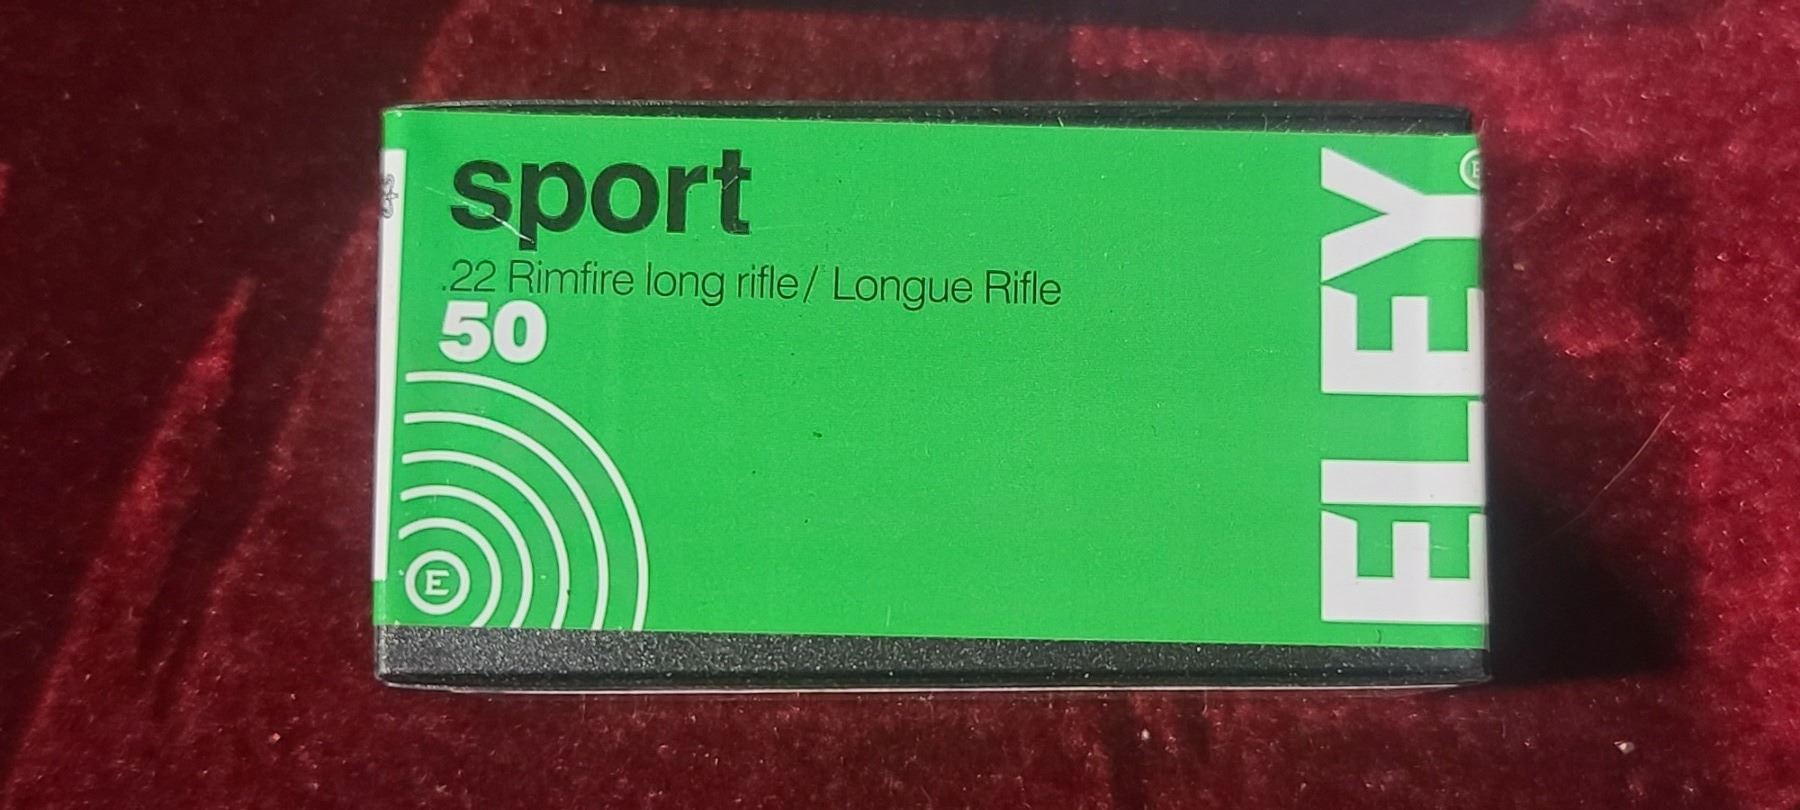 sport
.22 Rimfire long rifle/ Longue Rifle
50
E
ELEY
E